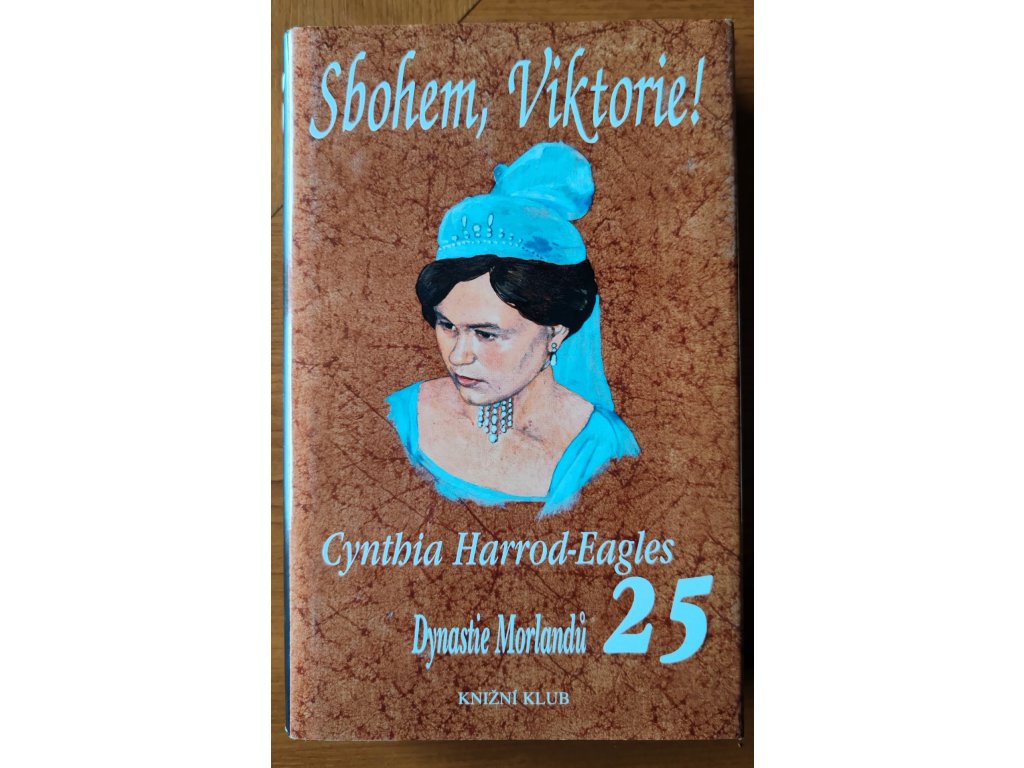 Sbohem, Viktorie!
Cynthia Harrod-Eagles
Dynastie Morlandů 25
KNIŽNÍ KLUB